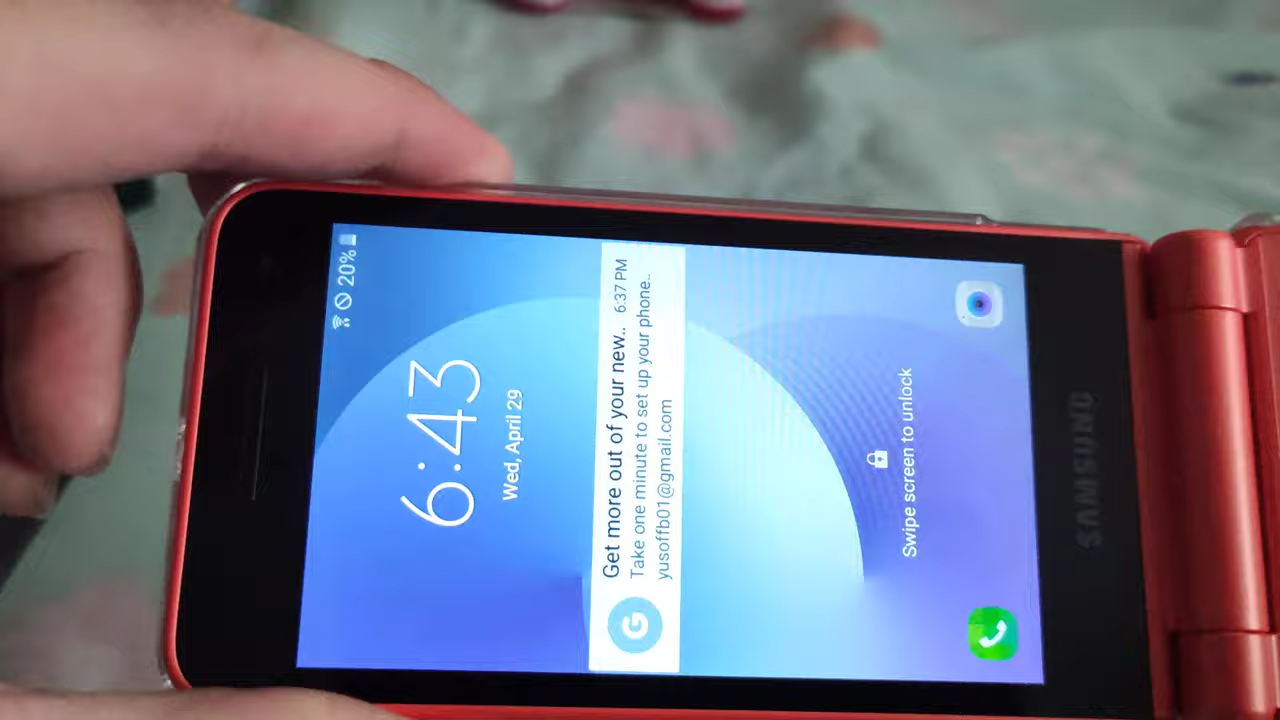 20%
6:43
Wed, April 29
Get more out of your new.. 6:37 PM
Take one minute to set up your phone..
yusoffb01@gmail.com
G
Swipe screen to unlock
SAMSUNG